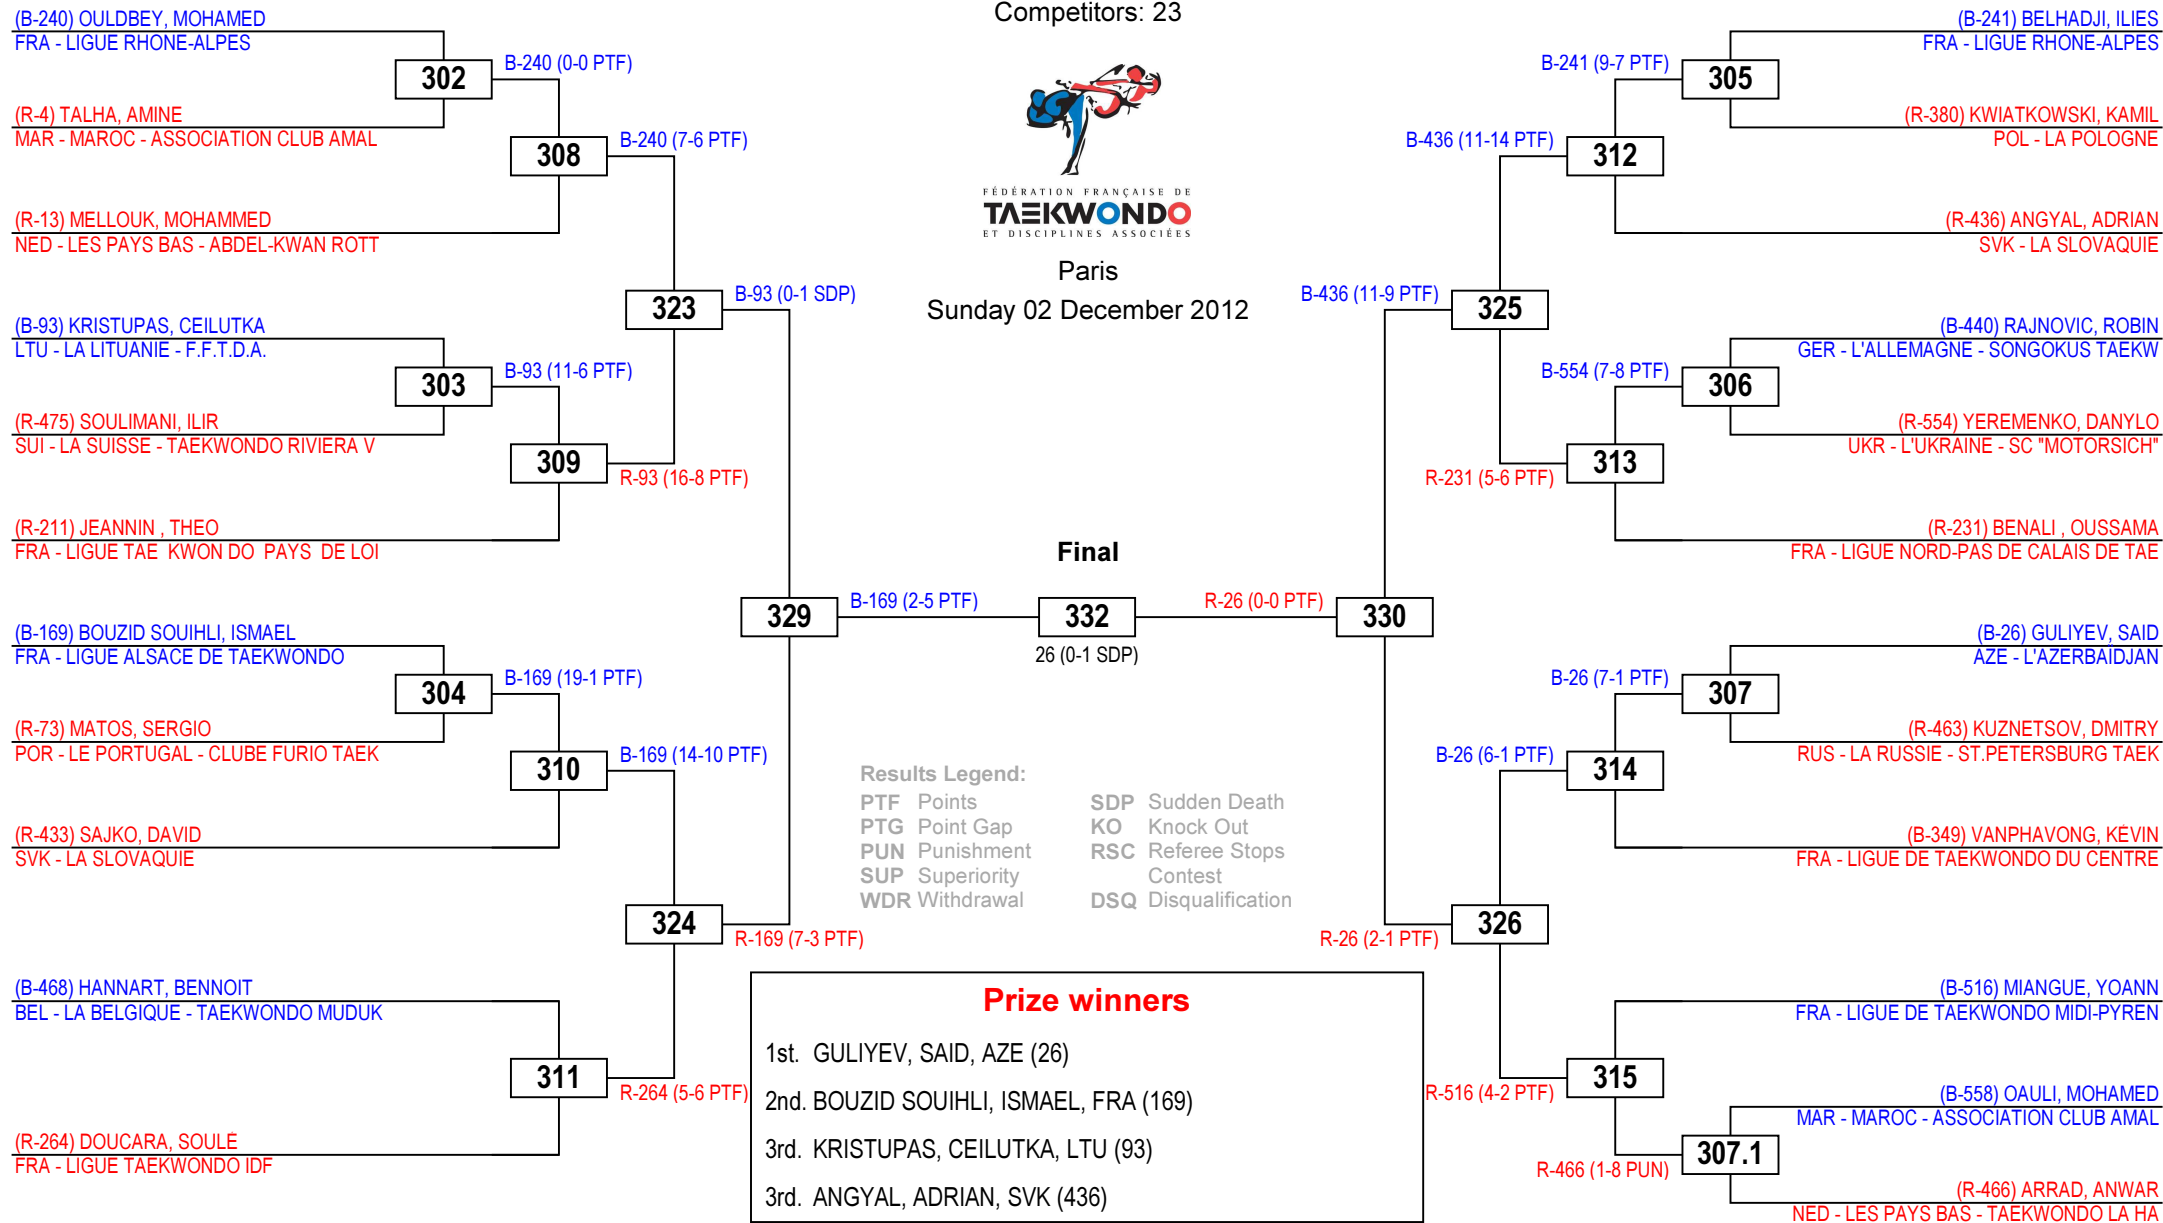 Competitors: 23
FÉDÉRATION FRANÇAISE DE
TAEKWONDO
ET DISCIPLINES ASSOCIÉES
Paris
Sunday 02 December 2012
(B-240) OULDBEY, MOHAMED
FRA - LIGUE RHONE-ALPES
302
B-240 (0-0 PTF)
(R-4) TALHA, AMINE
MAR - MAROC - ASSOCIATION CLUB AMAL
308
B-240 (7-6 PTF)
(R-13) MELLOUK, MOHAMMED
NED - LES PAYS BAS - ABDEL-KWAN ROTT
323
B-93 (0-1 SDP)
(B-93) KRISTUPAS, CEILUTKA
LTU - LA LITUANIE - F.F.T.D.A.
303
B-93 (11-6 PTF)
(R-475) SOULIMANI, ILIR
SUI - LA SUISSE - TAEKWONDO RIVIERA V
309
R-93 (16-8 PTF)
(R-211) JEANNIN , THEO
FRA - LIGUE TAE  KWON DO  PAYS  DE LOI
329
B-169 (2-5 PTF)
(B-169) BOUZID SOUIHLI, ISMAEL
FRA - LIGUE ALSACE DE TAEKWONDO
304
B-169 (19-1 PTF)
(R-73) MATOS, SERGIO
POR - LE PORTUGAL - CLUBE FURIO TAEK
310
B-169 (14-10 PTF)
(R-433) SAJKO, DAVID
SVK - LA SLOVAQUIE
324
R-169 (7-3 PTF)
(B-468) HANNART, BENNOIT
BEL - LA BELGIQUE - TAEKWONDO MUDUK
311
R-264 (5-6 PTF)
(R-264) DOUCARA, SOULÉ
FRA - LIGUE TAEKWONDO IDF
Final
332
26 (0-1 SDP)
(B-241) BELHADJI, ILIES
FRA - LIGUE RHONE-ALPES
B-241 (9-7 PTF)
305
(R-380) KWIATKOWSKI, KAMIL
POL - LA POLOGNE
B-436 (11-14 PTF)
312
(R-436) ANGYAL, ADRIAN
SVK - LA SLOVAQUIE
B-436 (11-9 PTF)
325
(B-440) RAJNOVIC, ROBIN
GER - L'ALLEMAGNE - SONGOKUS TAEKW
B-554 (7-8 PTF)
306
(R-554) YEREMENKO, DANYLO
UKR - L'UKRAINE - SC "MOTORSICH"
R-231 (5-6 PTF)
313
(R-231) BENALI , OUSSAMA
FRA - LIGUE NORD-PAS DE CALAIS DE TAE
R-26 (0-0 PTF)
330
(B-26) GULIYEV, SAID
AZE - L'AZERBAÏDJAN
B-26 (7-1 PTF)
307
(R-463) KUZNETSOV, DMITRY
RUS - LA RUSSIE - ST.PETERSBURG TAEK
B-26 (6-1 PTF)
314
(B-349) VANPHAVONG, KÉVIN
FRA - LIGUE DE TAEKWONDO DU CENTRE
R-26 (2-1 PTF)
326
(B-516) MIANGUE, YOANN
FRA - LIGUE DE TAEKWONDO MIDI-PYREN
R-516 (4-2 PTF)
315
(B-558) OAULI, MOHAMED
MAR - MAROC - ASSOCIATION CLUB AMAL
R-466 (1-8 PUN)
307.1
(R-466) ARRAD, ANWAR
NED - LES PAYS BAS - TAEKWONDO LA HA
Results Legend:
PTF Points SDP Sudden Death
PTG Point Gap KO Knock Out
PUN Punishment RSC Referee Stops
SUP Superiority Contest
WDR Withdrawal DSQ Disqualification
Prize winners
1st. GULIYEV, SAID, AZE (26)
2nd. BOUZID SOUIHLI, ISMAEL, FRA (169)
3rd. KRISTUPAS, CEILUTKA, LTU (93)
3rd. ANGYAL, ADRIAN, SVK (436)